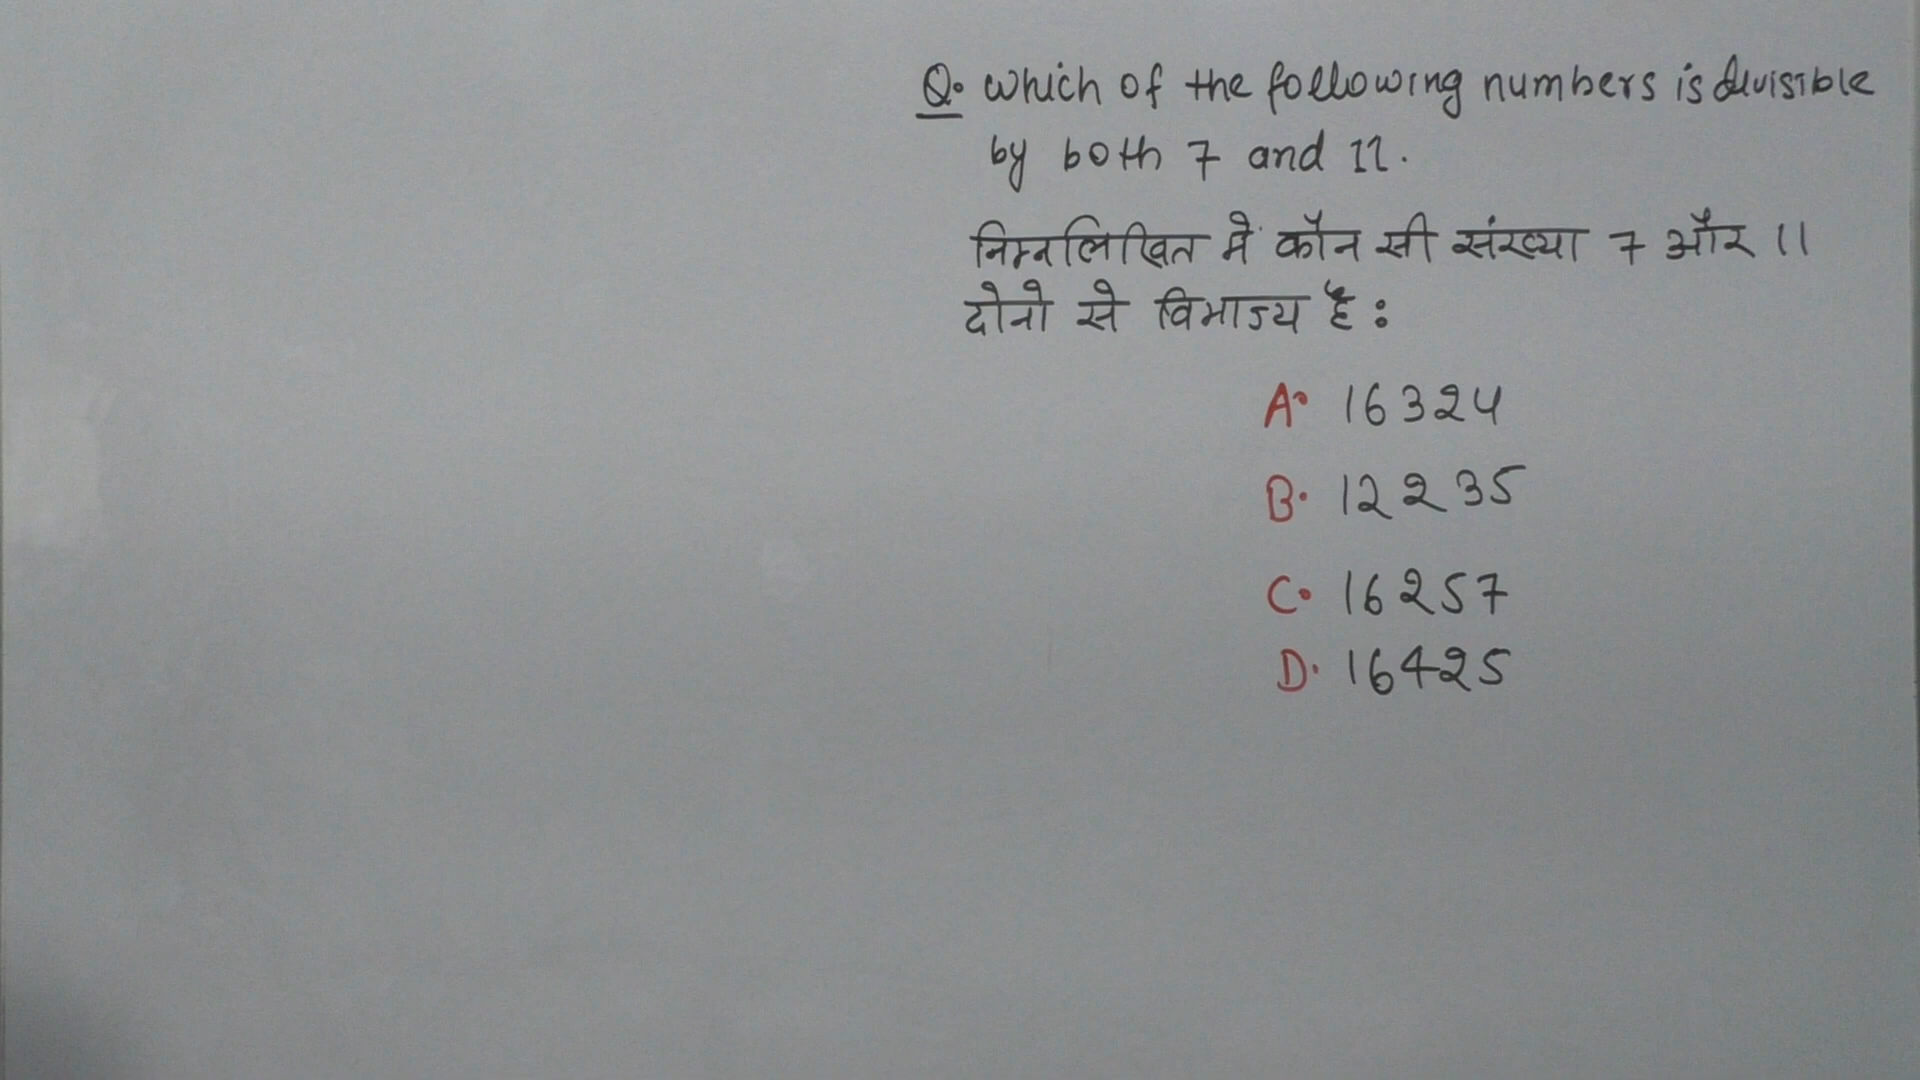 Q. which of the following numbers is divisible
by both 7 and 11.
निम्नलिखित मे कौन सी संख्या 7 और 11
दोनो से विभाज्य है :
A. 16324
B. 12235
C. 16257
D. 16425